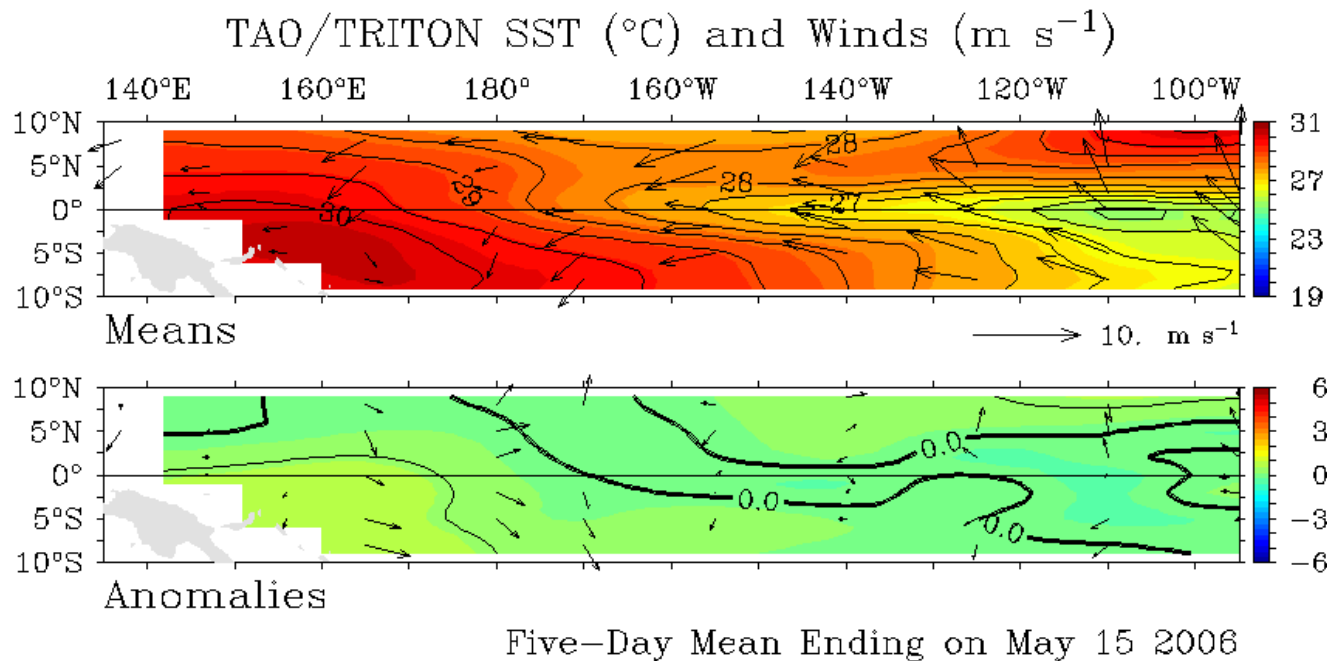 TAO/TRITON SST (°C) and Winds (m s⁻¹)
140°E 160°E 180° 160°W 140°W 120°W 100°W
10°N
5°N
0°
5°S
10°S
28
29
28
27
30
31
27
23
19
Means
10. m s⁻¹
10°N
5°N
0°
5°S
10°S
0.0
0.0
0.0
6
3
0
−3
−6
Anomalies
Five−Day Mean Ending on May 15 2006